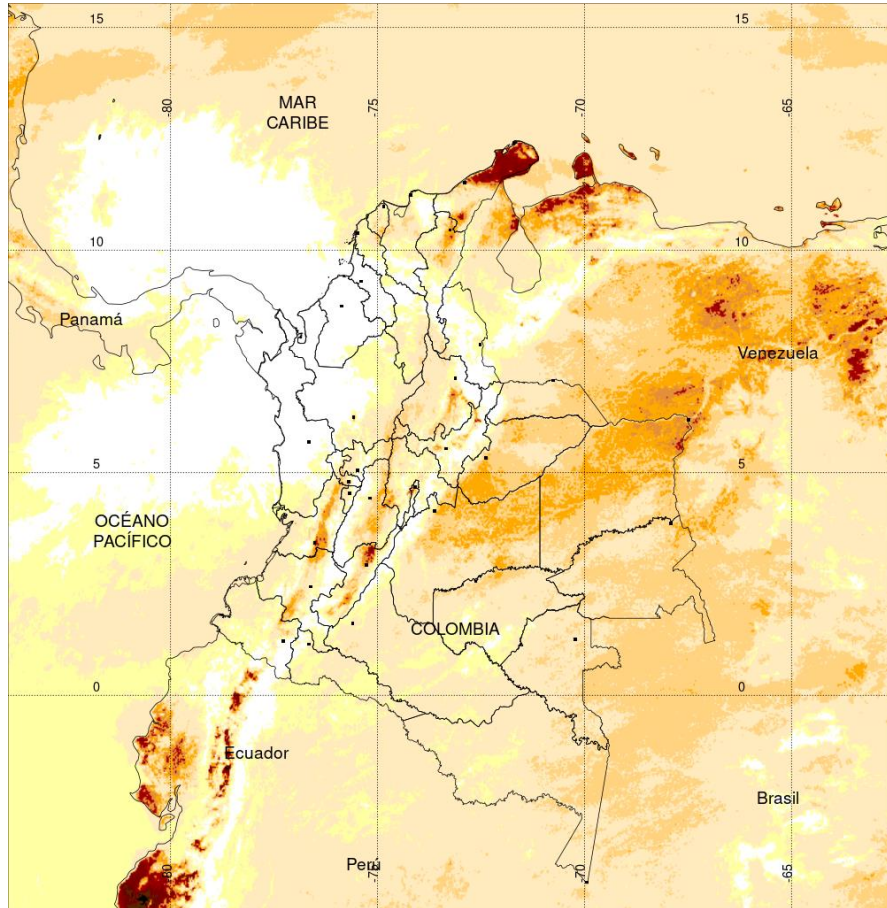 15
15
-80
-75
-70
-65
MAR
CARIBE
10
10
Panamá
Venezuela
5
5
OCÉANO
PACÍFICO
COLOMBIA
0
0
Ecuador
Brasil
Perú
-80
-75
-70
-65